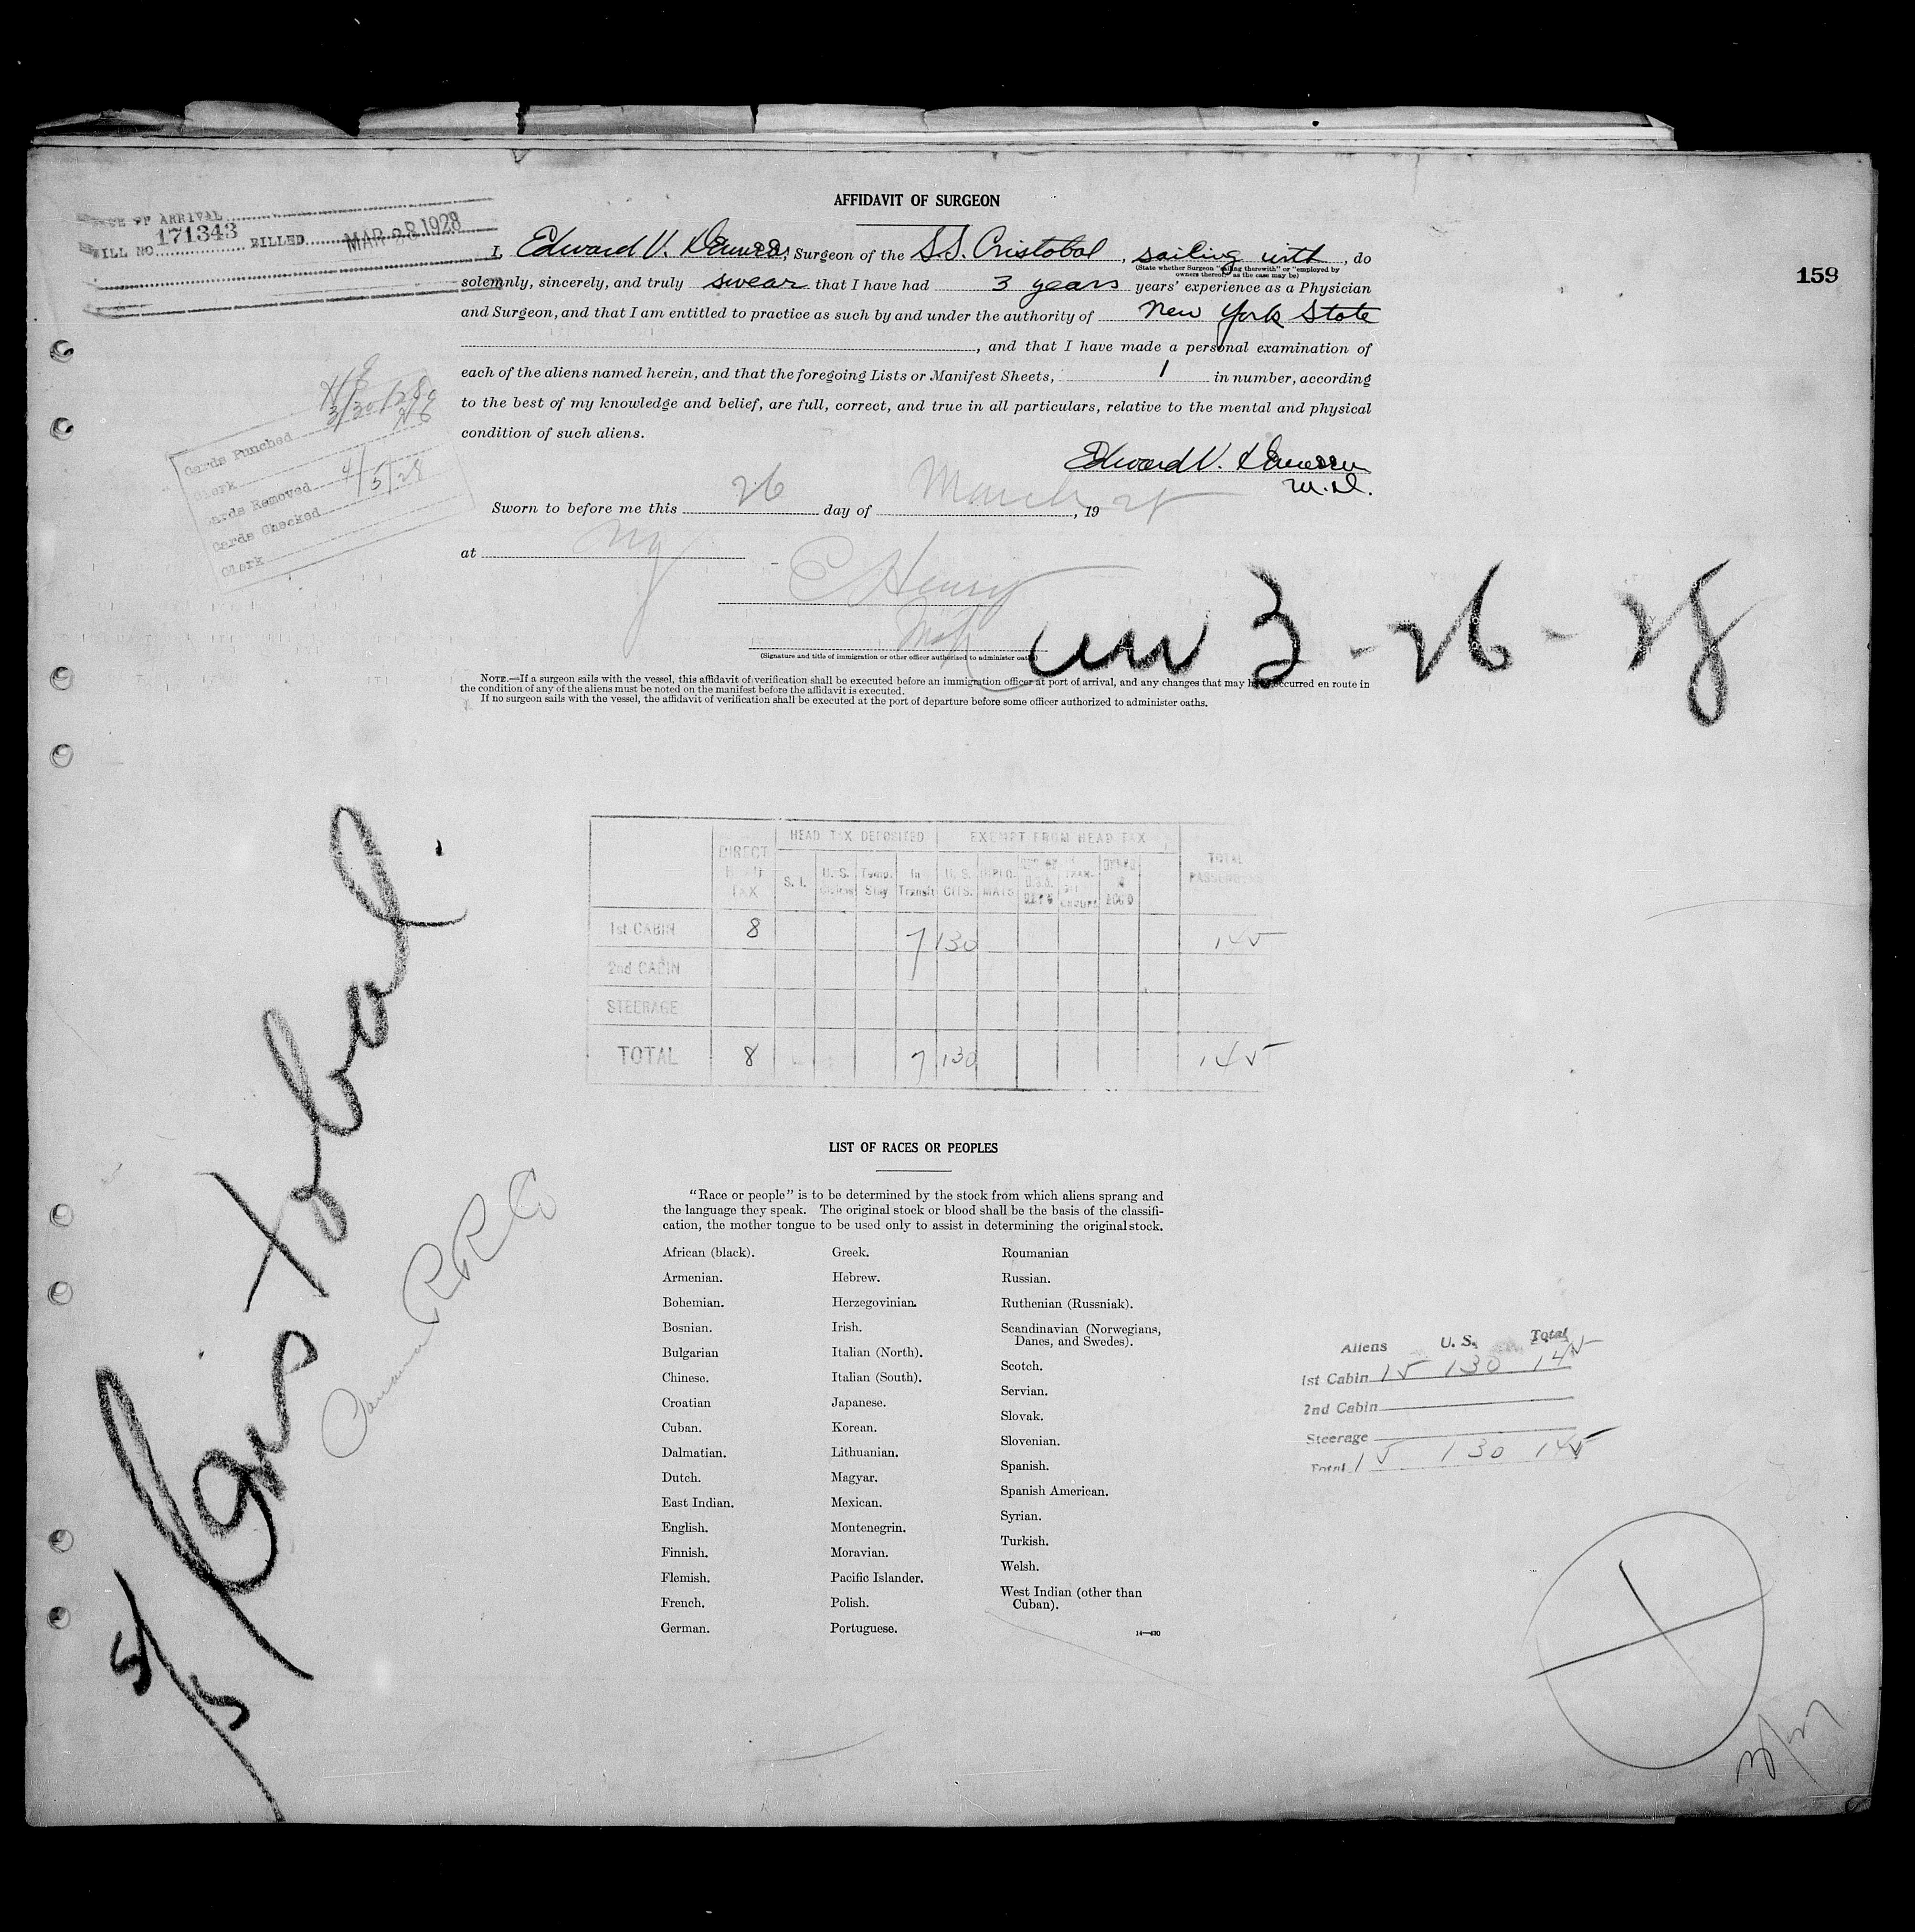 AFFIDAVIT OF SURGEON
OF ARRIVAL
BILL NO. 171343 BILLED MAR 28 1928
159
I, Edward V. Surgeon of the S.S. Cristobal, sailing with, do
(State whether Surgeon "sailing therewith" or "employed by
owners thereof," as the case may be)
solemnly, sincerely, and truly swear that I have had 3 years years' experience as a Physician
and Surgeon, and that I am entitled to practice as such by and under the authority of New York State
, and that I have made a personal examination of
each of the aliens named herein, and that the foregoing Lists or Manifest Sheets, 1 in number, according
to the best of my knowledge and belief, are full, correct, and true in all particulars, relative to the mental and physical
condition of such aliens.
Edward V.
M.D.
Cards Punched
Clerk
Cards Removed 4/5/28
Cards Checked
Clerk
Sworn to before me this 26 day of March, 19 28
at NY
C Henry
(Signature and title of immigration or other officer authorized to administer oaths)
3-26-28
NOTE.—If a surgeon sails with the vessel, this affidavit of verification shall be executed before an immigration officer at port of arrival, and any changes that may have occurred en route in
the condition of any of the aliens must be noted on the manifest before the affidavit is executed.
If no surgeon sails with the vessel, the affidavit of verification shall be executed at the port of departure before some officer authorized to administer oaths.
Cristobal.
Panama RR Co
5/5
DIRECT HEAD TAX
HEAD TAX DEPOSITED
EXEMPT FROM HEAD TAX
TOTAL PASSENGERS
S. I. U. S. Temp. Stay In Transit U. S. CITS. DIPLOMATS
1st CABIN 8 7 130 145
2nd CABIN
STEERAGE
TOTAL 8 7 130 145
LIST OF RACES OR PEOPLES
"Race or people" is to be determined by the stock from which aliens sprang and
the language they speak. The original stock or blood shall be the basis of the classifi-
cation, the mother tongue to be used only to assist in determining the original stock.
African (black).
Armenian.
Bohemian.
Bosnian.
Bulgarian
Chinese.
Croatian
Cuban.
Dalmatian.
Dutch.
East Indian.
English.
Finnish.
Flemish.
French.
German.
Greek.
Hebrew.
Herzegovinian.
Irish.
Italian (North).
Italian (South).
Japanese.
Korean.
Lithuanian.
Magyar.
Mexican.
Montenegrin.
Moravian.
Pacific Islander.
Polish.
Portuguese.
Roumanian
Russian.
Ruthenian (Russniak).
Scandinavian (Norwegians,
Danes, and Swedes).
Scotch.
Servian.
Slovak.
Slovenian.
Spanish.
Spanish American.
Syrian.
Turkish.
Welsh.
West Indian (other than
Cuban).
14—430
Aliens U. S. Total
1st Cabin 15 130 145
2nd Cabin
Steerage
Total 15 130 145